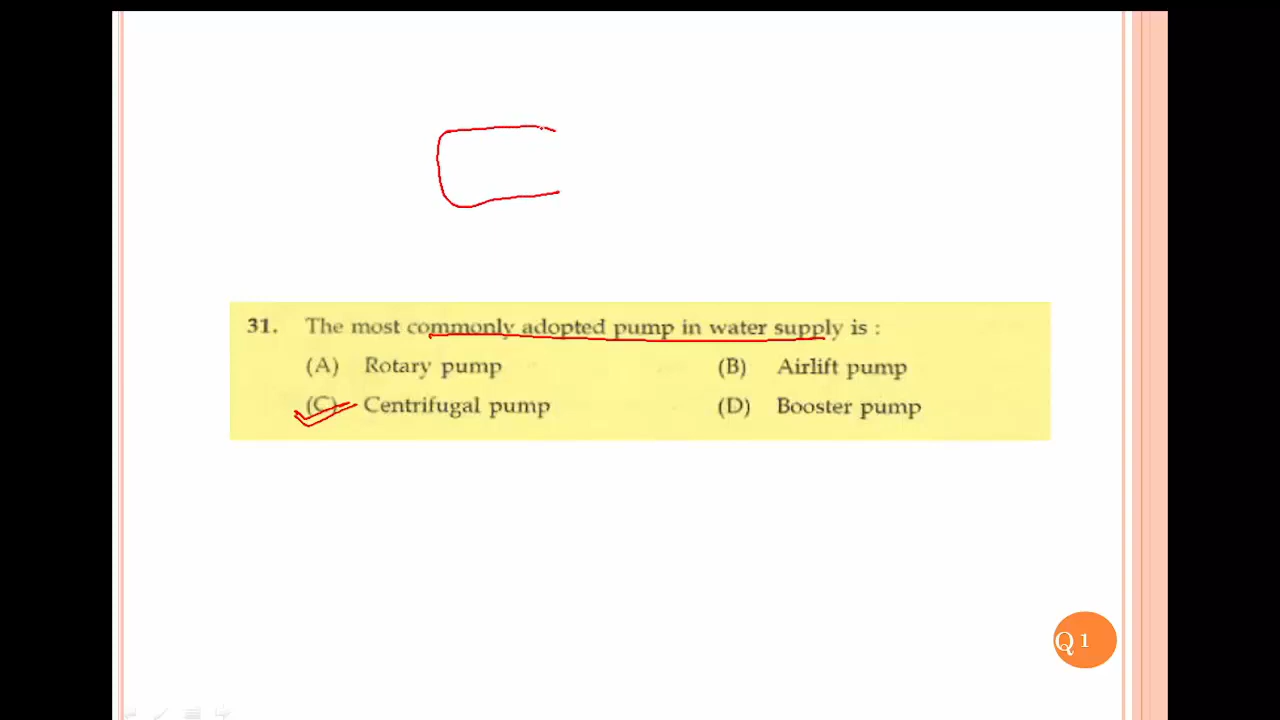 31. The most commonly adopted pump in water supply is :
(A) Rotary pump (B) Airlift pump
(C) Centrifugal pump (D) Booster pump
Q 1